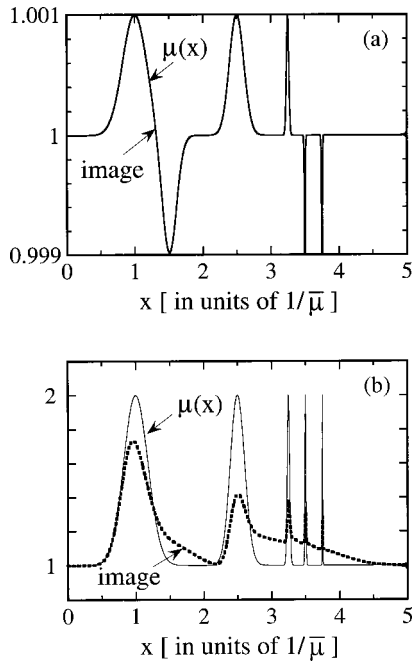 1.001
(a)
μ(x)
1
image
0.999
0 1 2 3 4 5
x [ in units of 1/μ̅ ]
(b)
2
μ(x)
1
image
0 1 2 3 4 5
x [ in units of 1/μ̅ ]